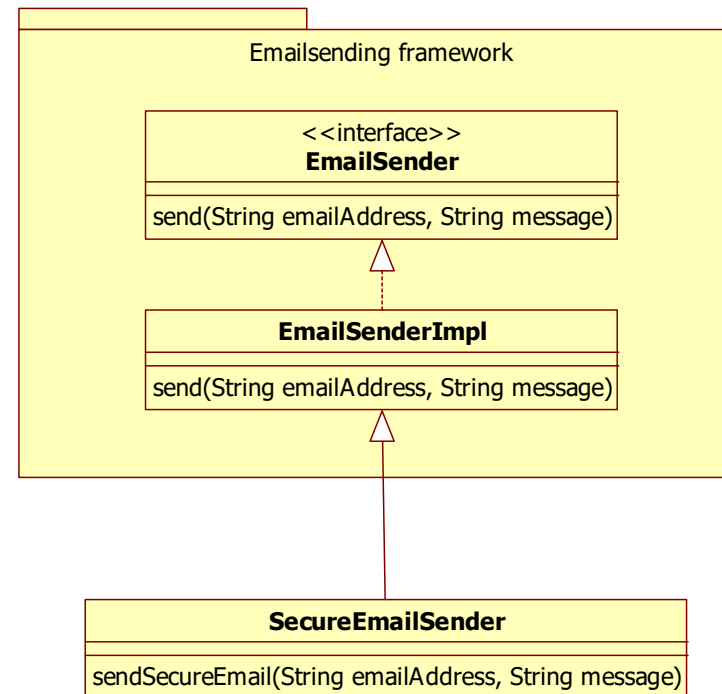 Emailsending framework
<<interface>>
EmailSender
send(String emailAddress, String message)
EmailSenderImpl
send(String emailAddress, String message)
SecureEmailSender
sendSecureEmail(String emailAddress, String message)